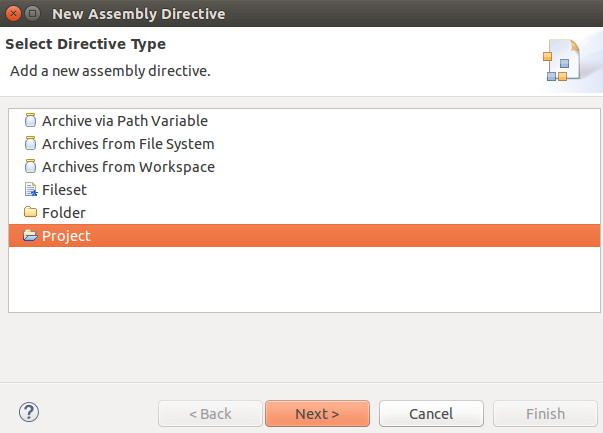 New Assembly Directive
Select Directive Type
Add a new assembly directive.
Archive via Path Variable
Archives from File System
Archives from Workspace
Fileset
Folder
Project
?
< Back
Next >
Cancel
Finish